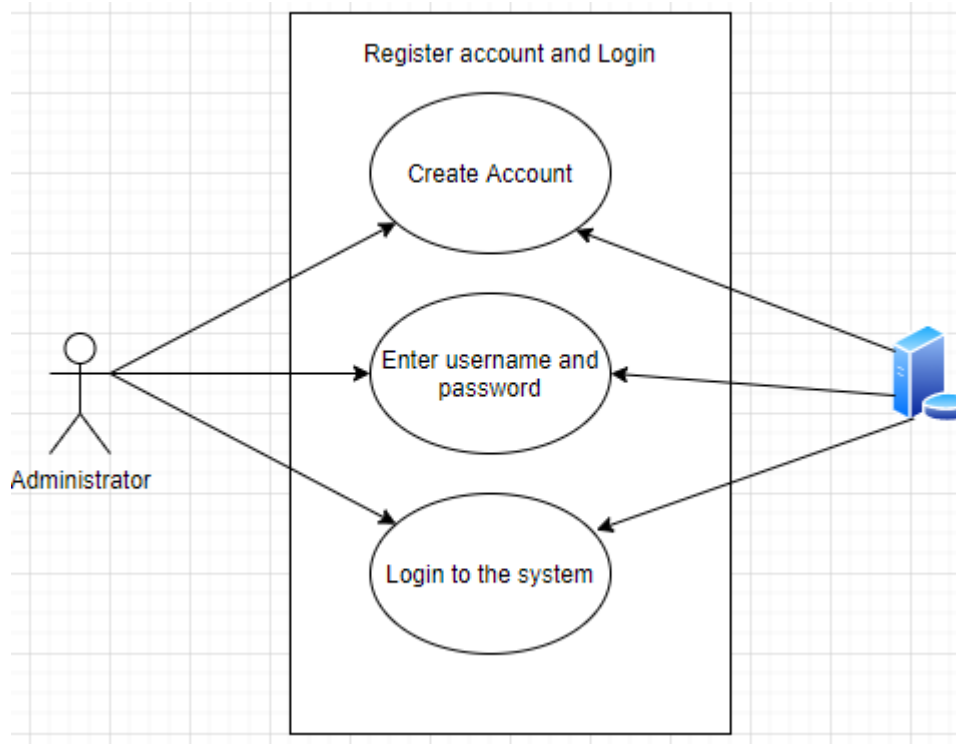 Register account and Login
Create Account
Enter username and
password
Administrator
Login to the system